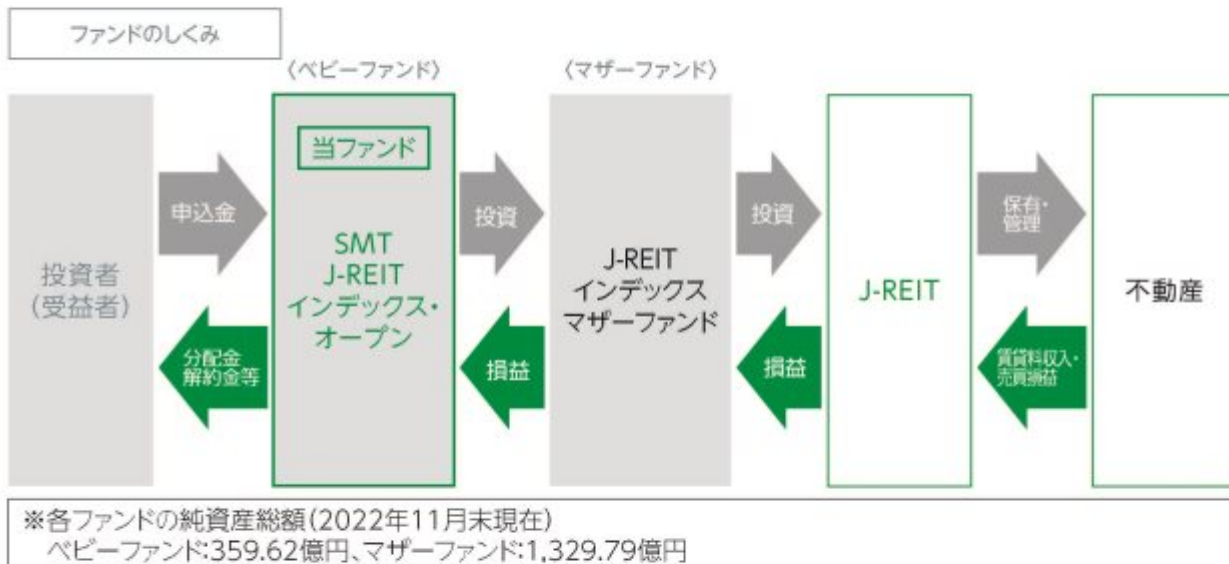 ファンドのしくみ
〈ベビーファンド〉
〈マザーファンド〉
投資者
(受益者)
申込金
分配金
解約金等
当ファンド
SMT
J-REIT
インデックス・
オープン
投資
損益
J-REIT
インデックス
マザーファンド
投資
損益
J-REIT
保有・
管理
賃貸料収入・
売買損益
不動産
※各ファンドの純資産総額(2022年11月末現在)
ベビーファンド:359.62億円、マザーファンド:1,329.79億円